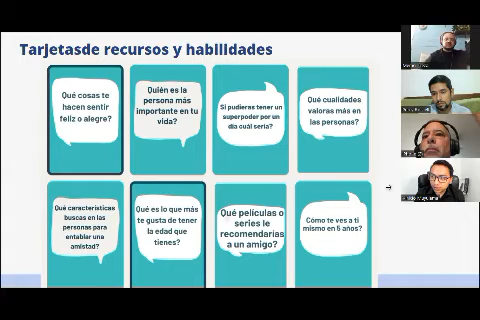 Tarjetasde recursos y habilidades
Qué cosas te
hacen sentir
feliz o alegre?
Quién es la
persona más
importante en tu
vida?
Si pudieras tener un
superpoder por un
día cuál sería?
Qué cualidades
valoras más en
las personas?
Qué características
buscas en las
personas para
entablar una
amistad?
Qué es lo que más
te gusta de tener
la edad que
tienes?
Qué películas o
series le
recomendarías
a un amigo?
Cómo te ves a ti
mismo en 5 años?